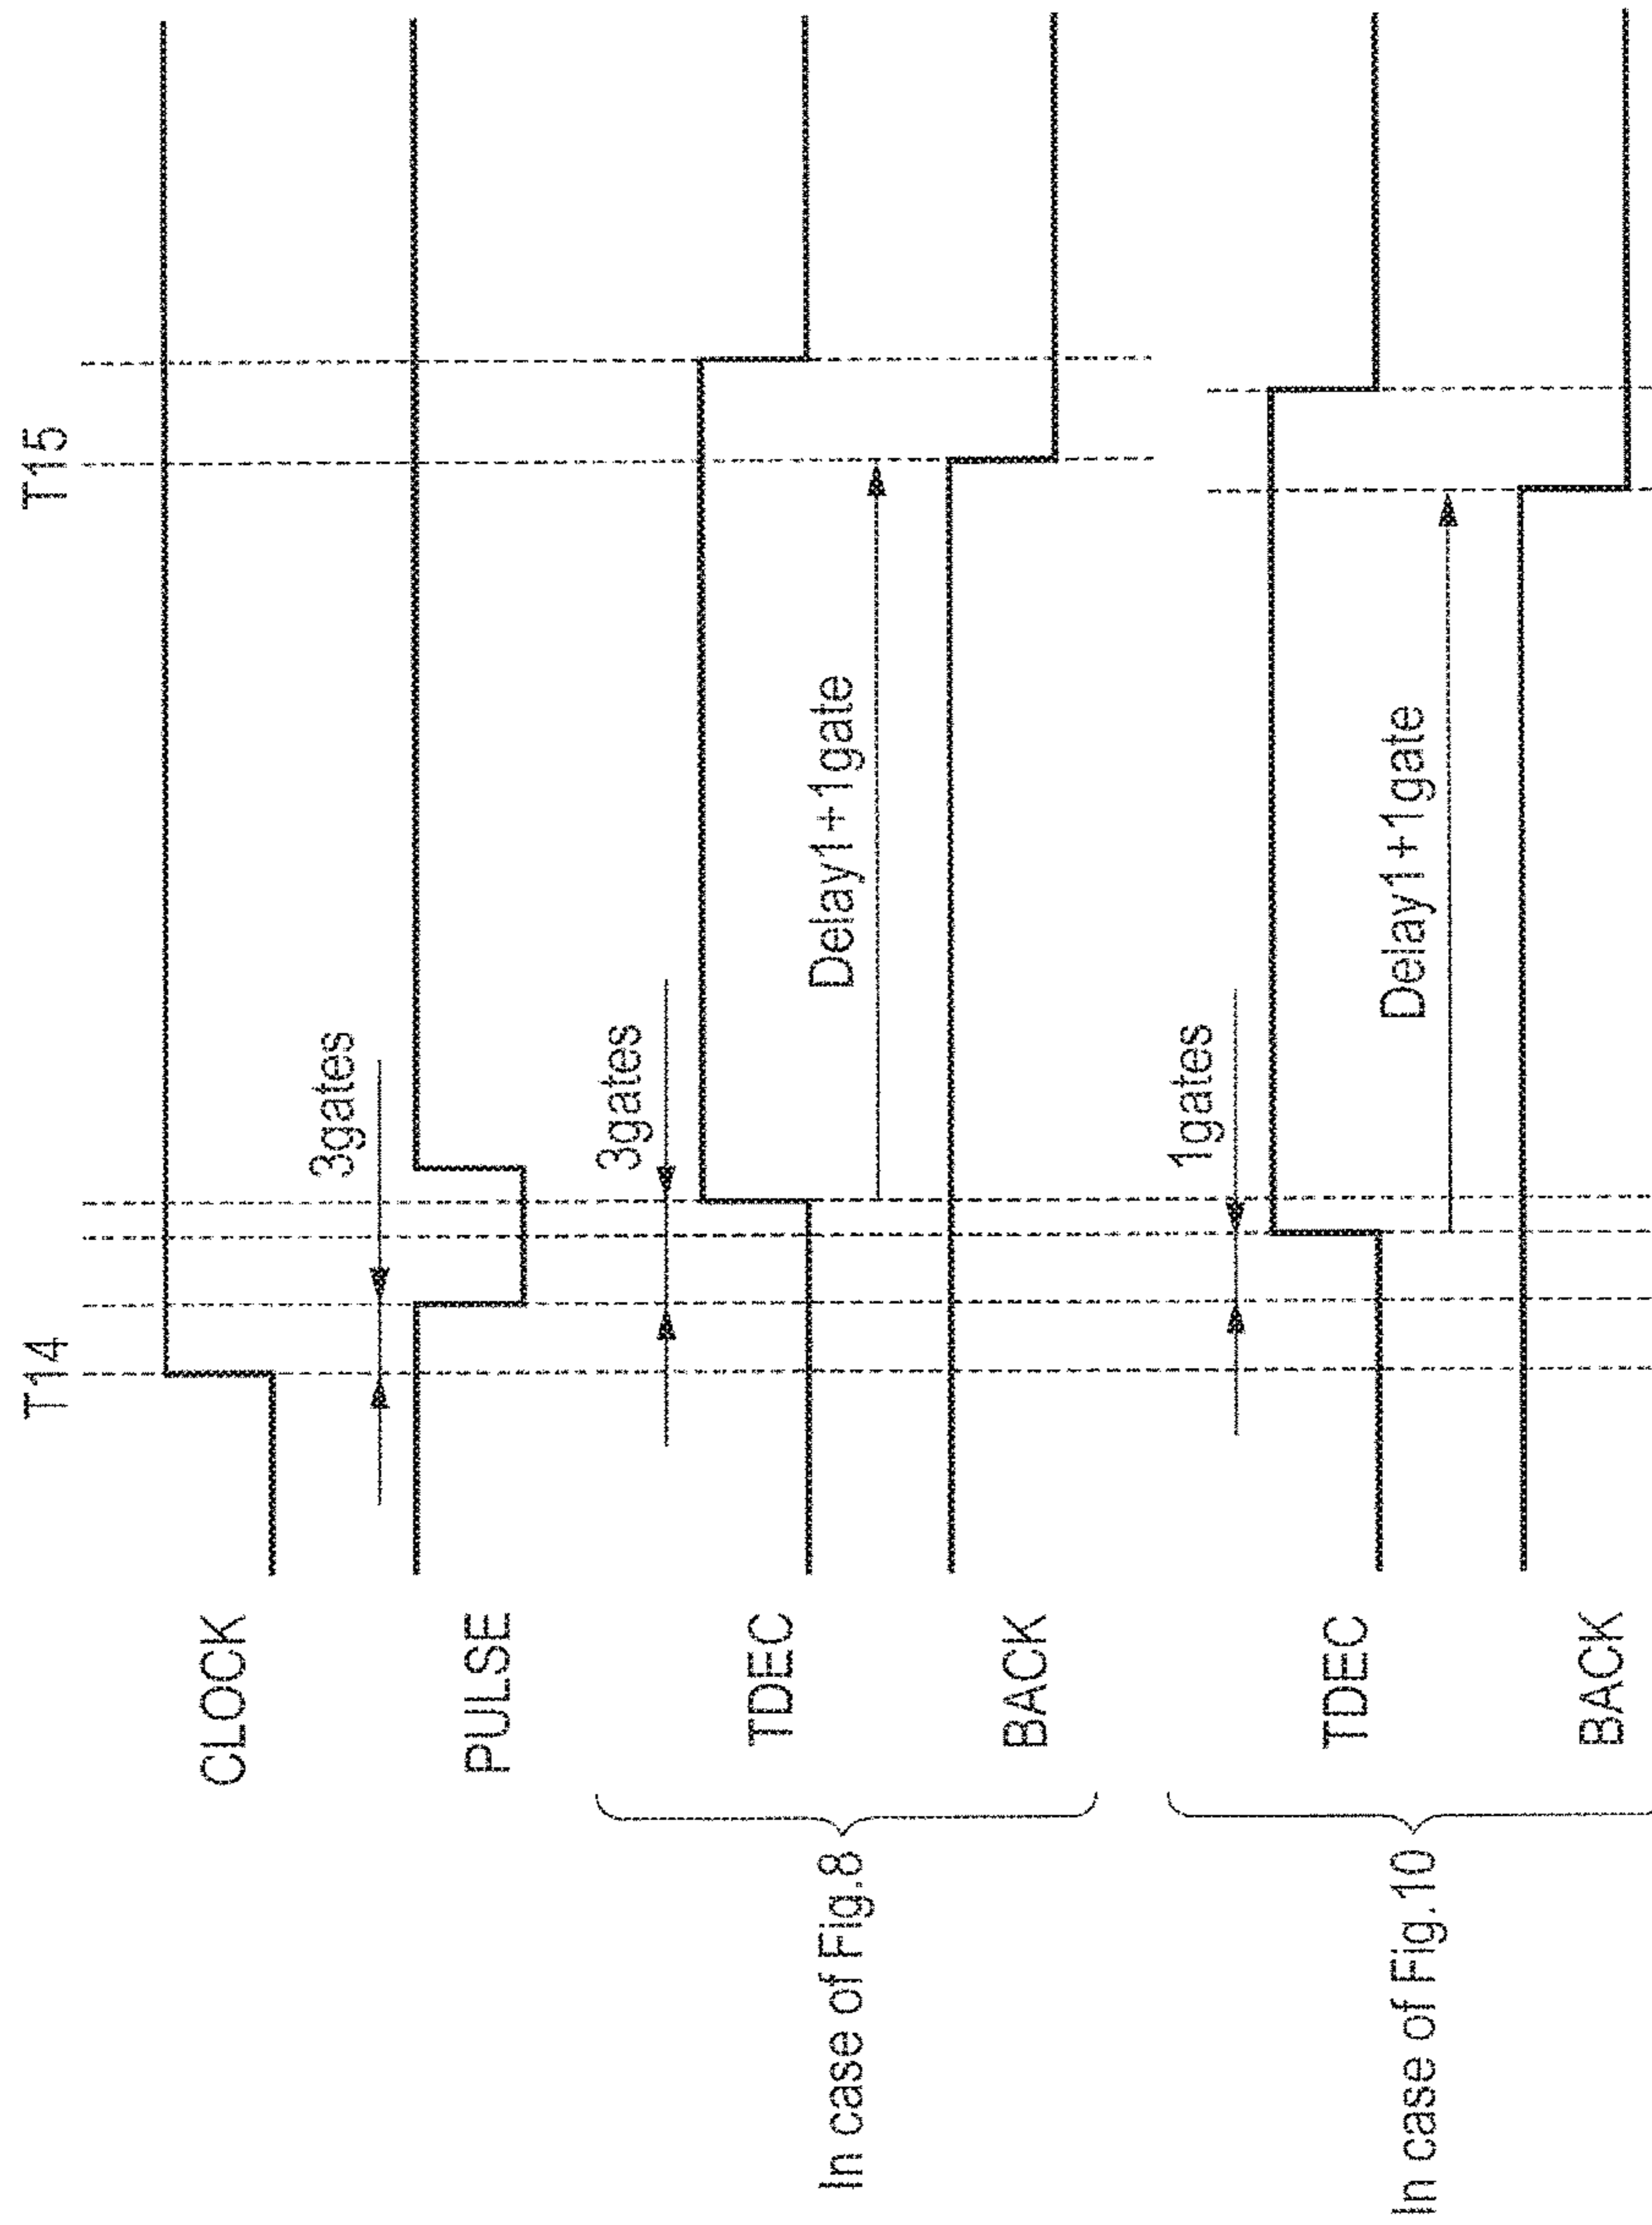 T14
T15
CLOCK
3gates
PULSE
3gates
TDEC
Delay1+1gate
BACK
In case of Fig.8
1gates
TDEC
Delay1+1gate
BACK
In case of Fig.10